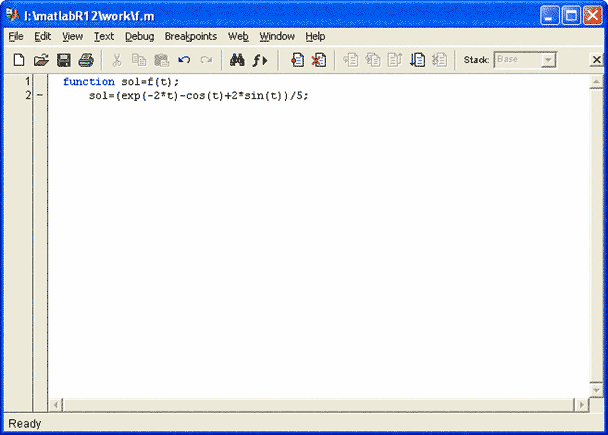 I:\matlabR12\work\f.m
File Edit View Text Debug Breakpoints Web Window Help
Stack: Base
1 function sol=f(t);
2 – sol=(exp(-2*t)-cos(t)+2*sin(t))/5;
Ready